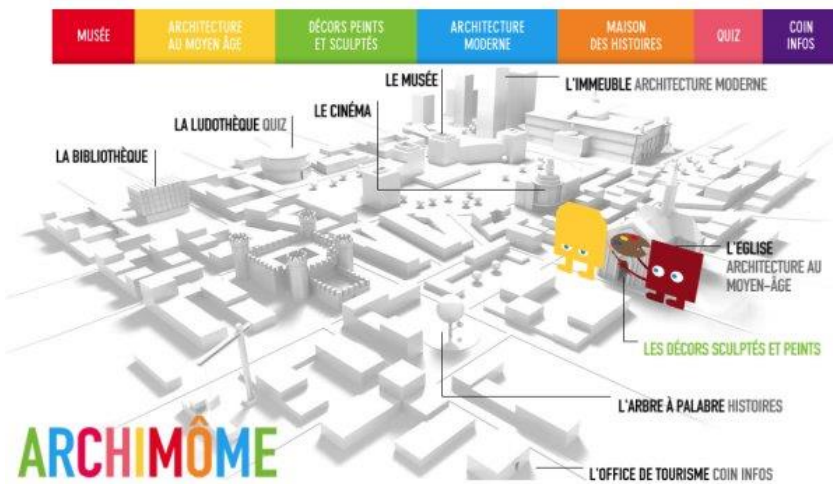 MUSÉE
ARCHITECTURE
AU MOYEN ÂGE
DÉCORS PEINTS
ET SCULPTÉS
ARCHITECTURE
MODERNE
MAISON
DES HISTOIRES
QUIZ
COIN
INFOS
LE MUSÉE
L'IMMEUBLE ARCHITECTURE MODERNE
LE CINÉMA
LA LUDOTHÈQUE QUIZ
LA BIBLIOTHÈQUE
L'EGLISE
ARCHITECTURE AU
MOYEN-ÂGE
LES DÉCORS SCULPTÉS ET PEINTS
L'ARBRE À PALABRE HISTOIRES
ARCHIMÔME
L'OFFICE DE TOURISME COIN INFOS